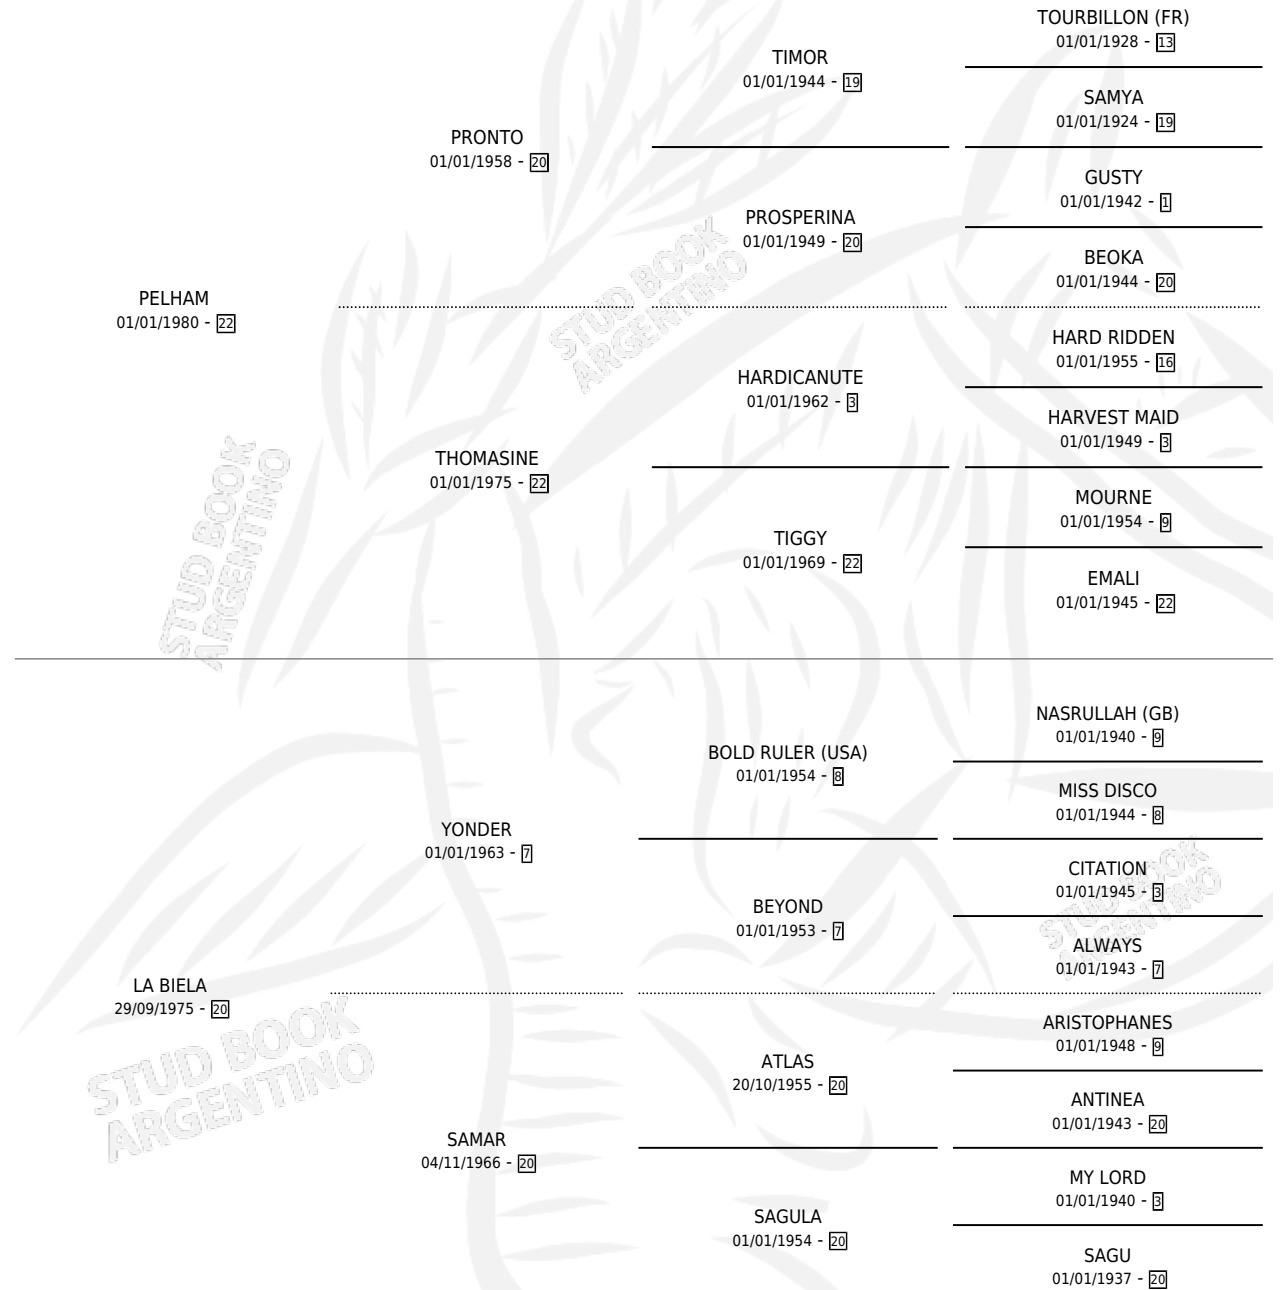 TOURBILLON (FR)
01/01/1928 - 13
TIMOR
01/01/1944 - 19
SAMYA
01/01/1924 - 19
PRONTO
01/01/1958 - 20
GUSTY
01/01/1942 - 1
PROSPERINA
01/01/1949 - 20
BEOKA
01/01/1944 - 20
PELHAM
01/01/1980 - 22
STUD BOOK
ARGENTINO
HARD RIDDEN
01/01/1955 - 16
HARDICANUTE
01/01/1962 - 3
HARVEST MAID
01/01/1949 - 3
THOMASINE
01/01/1975 - 22
MOURNE
01/01/1954 - 9
TIGGY
01/01/1969 - 22
EMALI
01/01/1945 - 22
STUD BOOK
ARGENTINO
NASRULLAH (GB)
01/01/1940 - 9
BOLD RULER (USA)
01/01/1954 - 8
MISS DISCO
01/01/1944 - 8
YONDER
01/01/1963 - 7
CITATION
01/01/1945 - 3
BEYOND
01/01/1953 - 7
ALWAYS
01/01/1943 - 7
STUD BOOK
ARGENTINO
LA BIELA
29/09/1975 - 20
ARISTOPHANES
01/01/1948 - 9
ATLAS
20/10/1955 - 20
ANTINEA
01/01/1943 - 20
STUD BOOK
ARGENTINO
SAMAR
04/11/1966 - 20
MY LORD
01/01/1940 - 3
SAGULA
01/01/1954 - 20
SAGU
01/01/1937 - 20